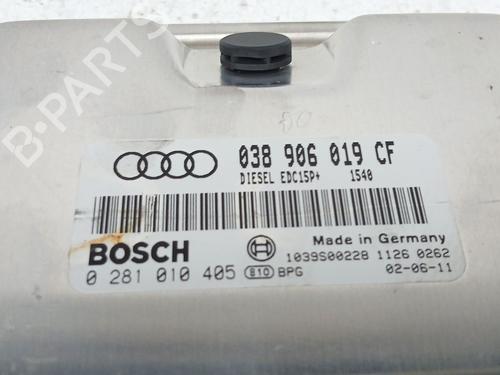 B-PARTS
038 906 019 CF
DIESEL EDC15P+ 1540
BOSCH
Made in Germany
0 281 010 405 B10 BPG
1039S00228 1126 0262
02-06-11